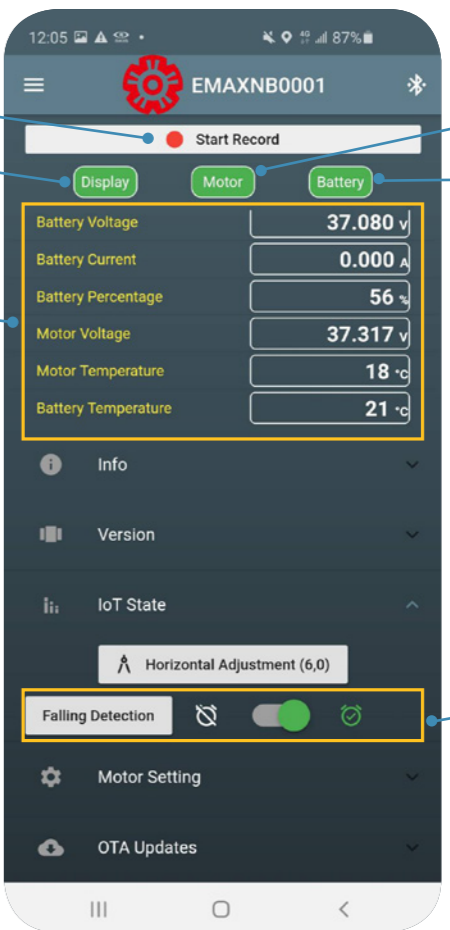 12:05 4G 87%
EMAXNB0001
Start Record
Display Motor Battery
Battery Voltage 37.080 v
Battery Current 0.000 A
Battery Percentage 56 %
Motor Voltage 37.317 v
Motor Temperature 18 °c
Battery Temperature 21 °c
Info
Version
IoT State
Horizontal Adjustment (6,0)
Falling Detection
Motor Setting
OTA Updates